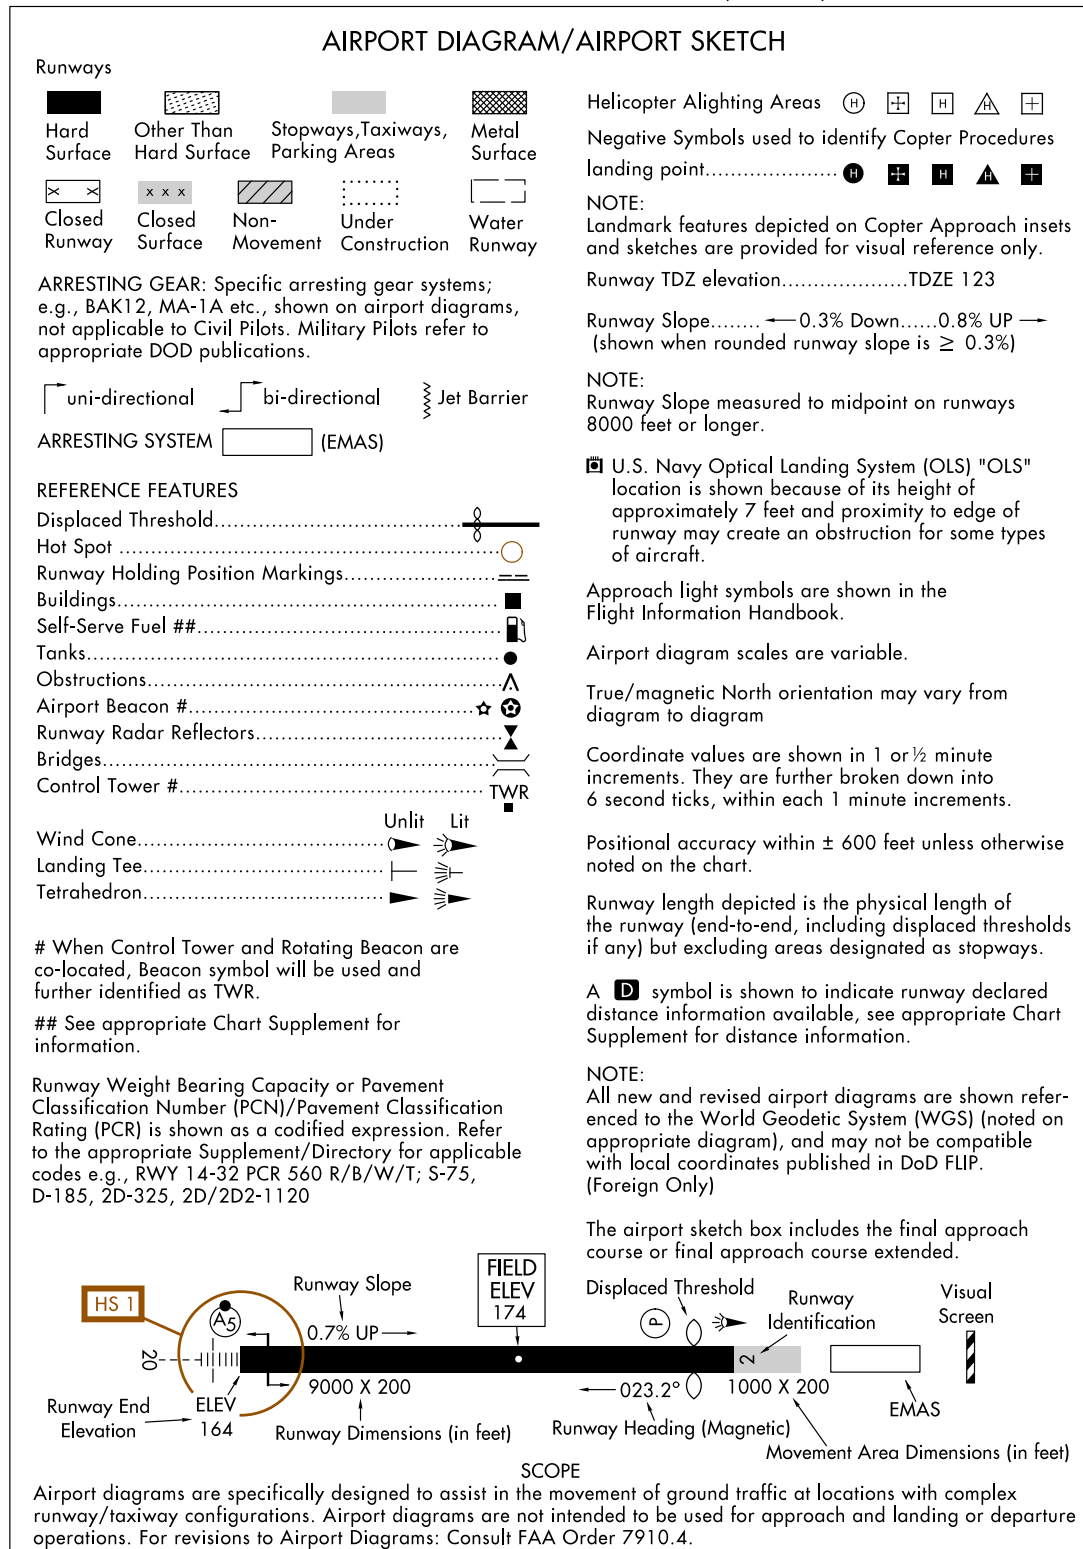 AIRPORT DIAGRAM/AIRPORT SKETCH
Runways
Hard Surface
Other Than Hard Surface
Stopways,Taxiways, Parking Areas
Metal Surface
x x
x x x
Closed Runway
Closed Surface
Non-Movement
Under Construction
Water Runway
ARRESTING GEAR: Specific arresting gear systems;
e.g., BAK12, MA-1A etc., shown on airport diagrams,
not applicable to Civil Pilots. Military Pilots refer to
appropriate DOD publications.
uni-directional
bi-directional
Jet Barrier
ARRESTING SYSTEM (EMAS)
REFERENCE FEATURES
Displaced Threshold
Hot Spot
Runway Holding Position Markings
Buildings
Self-Serve Fuel ##
Tanks
Obstructions
Airport Beacon #
Runway Radar Reflectors
Bridges
Control Tower # TWR
Unlit Lit
Wind Cone
Landing Tee
Tetrahedron
# When Control Tower and Rotating Beacon are
co-located, Beacon symbol will be used and
further identified as TWR.
## See appropriate Chart Supplement for
information.
Runway Weight Bearing Capacity or Pavement
Classification Number (PCN)/Pavement Classification
Rating (PCR) is shown as a codified expression. Refer
to the appropriate Supplement/Directory for applicable
codes e.g., RWY 14-32 PCR 560 R/B/W/T; S-75,
D-185, 2D-325, 2D/2D2-1120
Helicopter Alighting Areas H H H
Negative Symbols used to identify Copter Procedures
landing point H H H
NOTE:
Landmark features depicted on Copter Approach insets
and sketches are provided for visual reference only.
Runway TDZ elevation....................TDZE 123
Runway Slope........ ← 0.3% Down......0.8% UP →
(shown when rounded runway slope is ≥ 0.3%)
NOTE:
Runway Slope measured to midpoint on runways
8000 feet or longer.
U.S. Navy Optical Landing System (OLS) "OLS"
location is shown because of its height of
approximately 7 feet and proximity to edge of
runway may create an obstruction for some types
of aircraft.
Approach light symbols are shown in the
Flight Information Handbook.
Airport diagram scales are variable.
True/magnetic North orientation may vary from
diagram to diagram
Coordinate values are shown in 1 or ½ minute
increments. They are further broken down into
6 second ticks, within each 1 minute increments.
Positional accuracy within ± 600 feet unless otherwise
noted on the chart.
Runway length depicted is the physical length of
the runway (end-to-end, including displaced thresholds
if any) but excluding areas designated as stopways.
A D symbol is shown to indicate runway declared
distance information available, see appropriate Chart
Supplement for distance information.
NOTE:
All new and revised airport diagrams are shown refer-
enced to the World Geodetic System (WGS) (noted on
appropriate diagram), and may not be compatible
with local coordinates published in DoD FLIP.
(Foreign Only)
The airport sketch box includes the final approach
course or final approach course extended.
HS 1
A5
20
Runway Slope
0.7% UP →
FIELD
ELEV
174
Displaced Threshold
P
Runway
Identification
2
Visual
Screen
Runway End
Elevation
ELEV
164
9000 X 200
Runway Dimensions (in feet)
023.2°
Runway Heading (Magnetic)
1000 X 200
Movement Area Dimensions (in feet)
EMAS
SCOPE
Airport diagrams are specifically designed to assist in the movement of ground traffic at locations with complex
runway/taxiway configurations. Airport diagrams are not intended to be used for approach and landing or departure
operations. For revisions to Airport Diagrams: Consult FAA Order 7910.4.